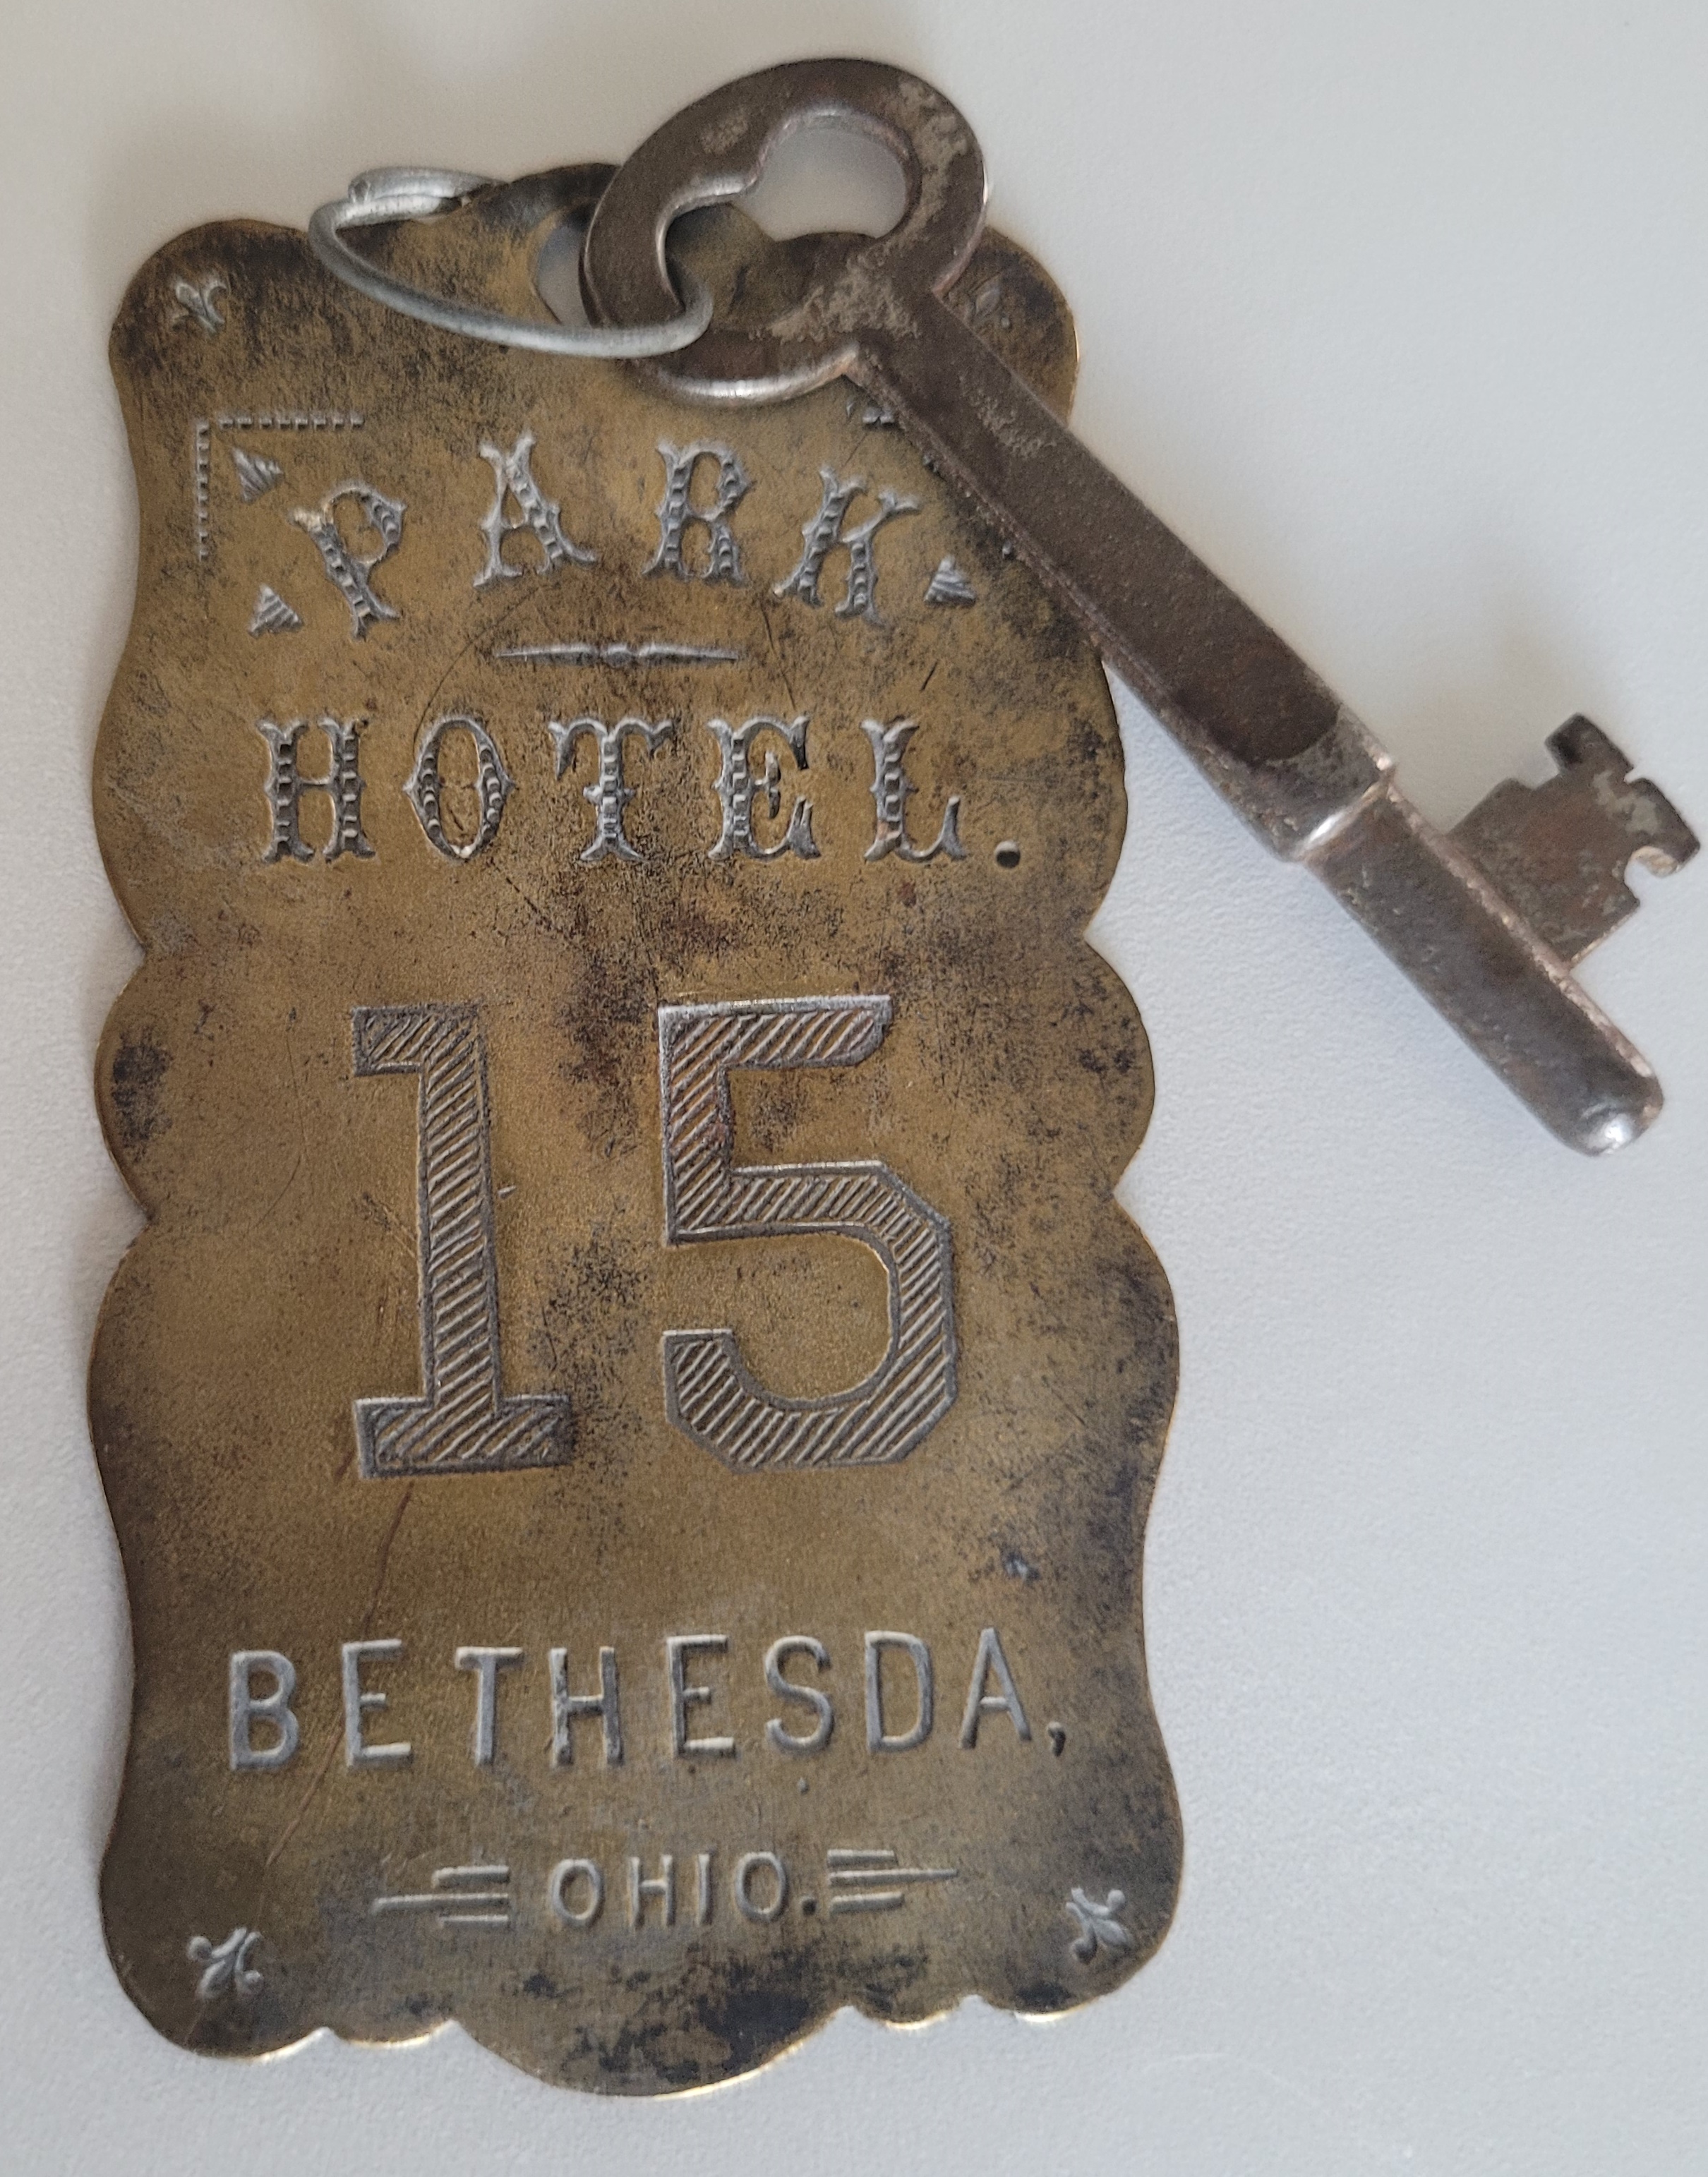 PARK
HOTEL.
15
BETHESDA,
OHIO.